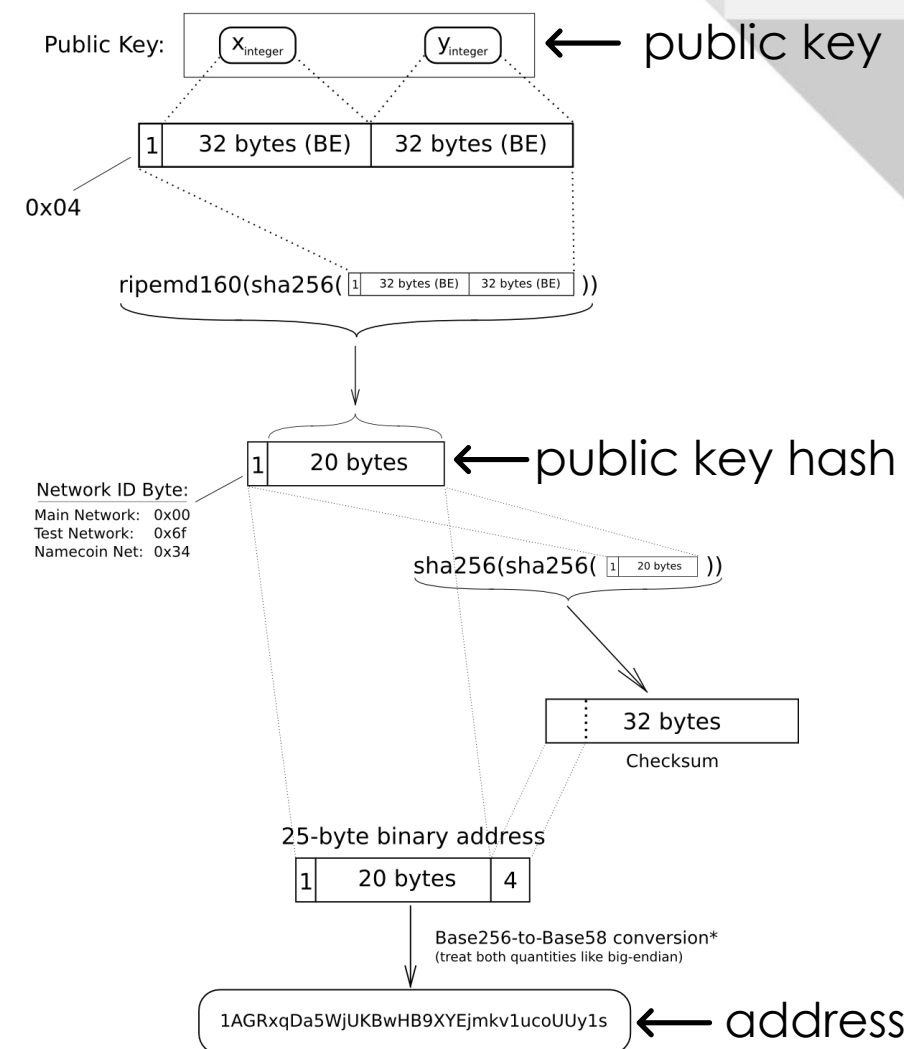 Public Key: x integer y integer public key
1 32 bytes (BE) 32 bytes (BE)
0x04
ripemd160(sha256( 1 32 bytes (BE) 32 bytes (BE) ))
1 20 bytes public key hash
Network ID Byte:
Main Network: 0x00
Test Network: 0x6f
Namecoin Net: 0x34
sha256(sha256( 1 20 bytes ))
32 bytes
Checksum
25-byte binary address
1 20 bytes 4
Base256-to-Base58 conversion*
(treat both quantities like big-endian)
1AGRxqDa5WjUKBwHB9XYEjmkv1ucoUUy1s address